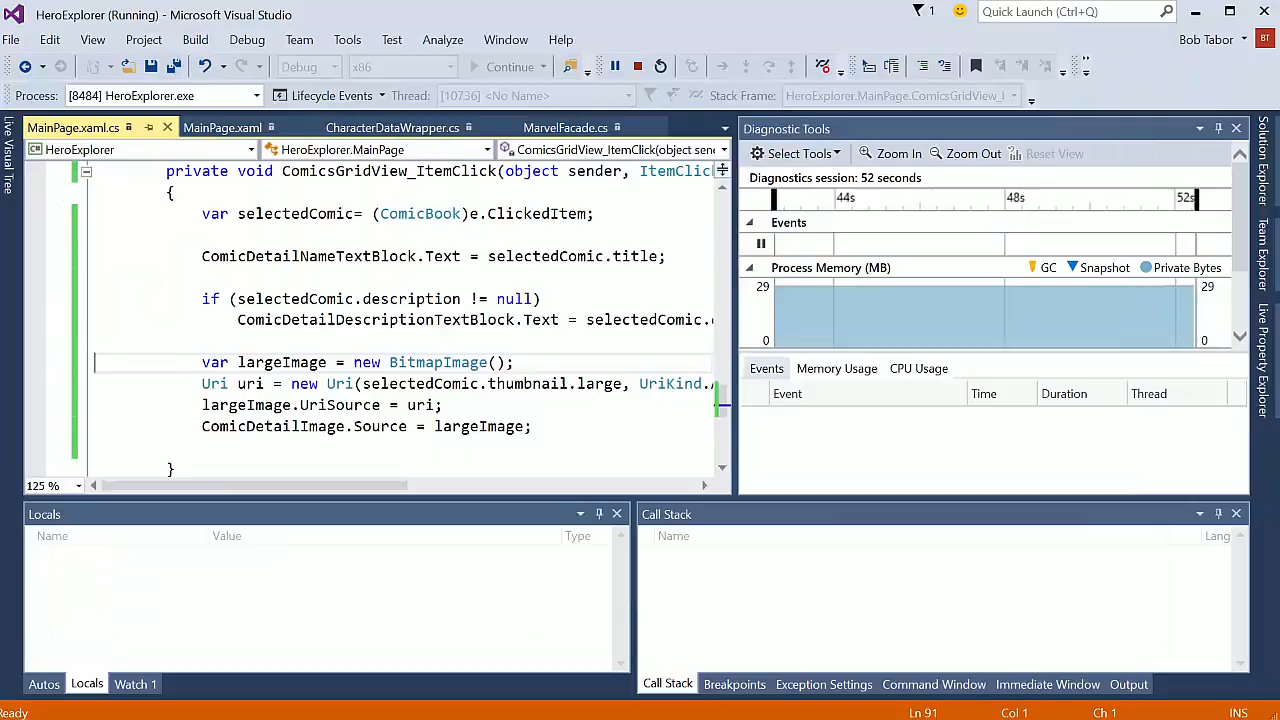 HeroExplorer (Running) - Microsoft Visual Studio
1
Quick Launch (Ctrl+Q)
File Edit View Project Build Debug Team Tools Test Analyze Window Help
Bob Tabor
BT
Debug x86 Continue
Process: [8484] HeroExplorer.exe Lifecycle Events Thread: [10736] <No Name> Stack Frame: HeroExplorer.MainPage.ComicsGridView_I
Live Visual Tree
MainPage.xaml.cs MainPage.xaml CharacterDataWrapper.cs MarvelFacade.cs
HeroExplorer HeroExplorer.MainPage ComicsGridView_ItemClick(object sende
private void ComicsGridView_ItemClick(object sender, ItemClic
{
var selectedComic= (ComicBook)e.ClickedItem;
ComicDetailNameTextBlock.Text = selectedComic.title;
if (selectedComic.description != null)
ComicDetailDescriptionTextBlock.Text = selectedComic.
var largeImage = new BitmapImage();
Uri uri = new Uri(selectedComic.thumbnail.large, UriKind.
largeImage.UriSource = uri;
ComicDetailImage.Source = largeImage;
}
125 %
Diagnostic Tools
Select Tools Zoom In Zoom Out Reset View
Diagnostics session: 52 seconds
44s 48s 52s
Events
Process Memory (MB) GC Snapshot Private Bytes
29 29
0 0
Events Memory Usage CPU Usage
Event Time Duration Thread
Solution Explorer
Team Explorer
Live Property Explorer
Locals
Name Value Type
Autos Locals Watch 1
Call Stack
Name Lang
Call Stack Breakpoints Exception Settings Command Window Immediate Window Output
Ready Ln 91 Col 1 Ch 1 INS